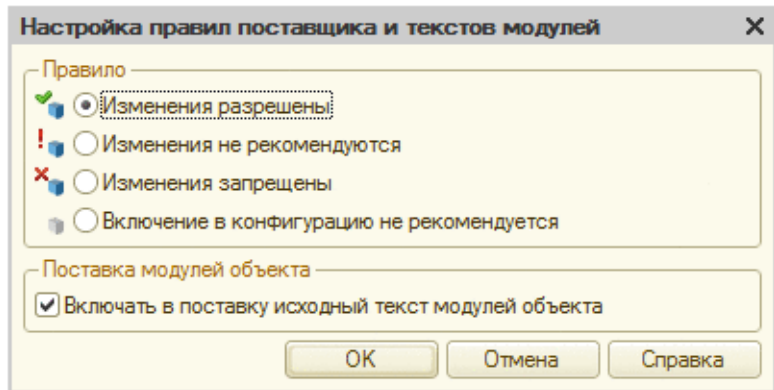 Настройка правил поставщика и текстов модулей
Правило
Изменения разрешены
Изменения не рекомендуются
Изменения запрещены
Включение в конфигурацию не рекомендуется
Поставка модулей объекта
Включать в поставку исходный текст модулей объекта
ОК Отмена Справка